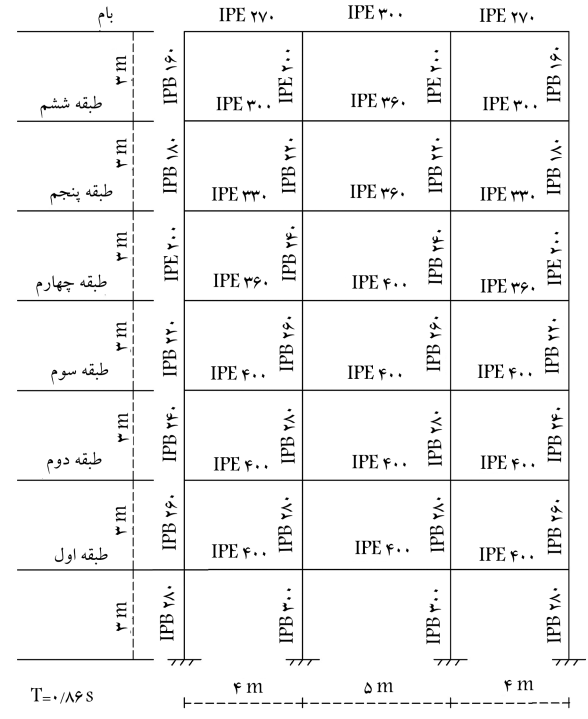 بام IPE ۲۷۰ IPE ۳۰۰ IPE ۲۷۰
۳ m IPB ۱۶۰ IPE ۲۰۰ IPE ۲۰۰ IPB ۱۶۰
طبقه ششم IPE ۳۰۰ IPE ۳۶۰ IPE ۳۰۰
۳ m IPB ۱۸۰ IPB ۲۲۰ IPB ۲۲۰ IPB ۱۸۰
طبقه پنجم IPE ۳۳۰ IPE ۳۶۰ IPE ۳۳۰
۳ m IPE ۲۰۰ IPB ۲۴۰ IPB ۲۴۰ IPE ۲۰۰
طبقه چهارم IPE ۳۶۰ IPE ۴۰۰ IPE ۳۶۰
۳ m IPB ۲۲۰ IPB ۲۶۰ IPB ۲۶۰ IPB ۲۲۰
طبقه سوم IPE ۴۰۰ IPE ۴۰۰ IPE ۴۰۰
۳ m IPB ۲۴۰ IPB ۲۸۰ IPB ۲۸۰ IPB ۲۴۰
طبقه دوم IPE ۴۰۰ IPE ۴۰۰ IPE ۴۰۰
۳ m IPB ۲۶۰ IPB ۲۸۰ IPB ۲۸۰ IPB ۲۶۰
طبقه اول IPE ۴۰۰ IPE ۴۰۰ IPE ۴۰۰
۳ m IPB ۲۸۰ IPB ۳۰۰ IPB ۳۰۰ IPB ۲۸۰
T=۰/۸۶ s ۴ m ۵ m ۴ m